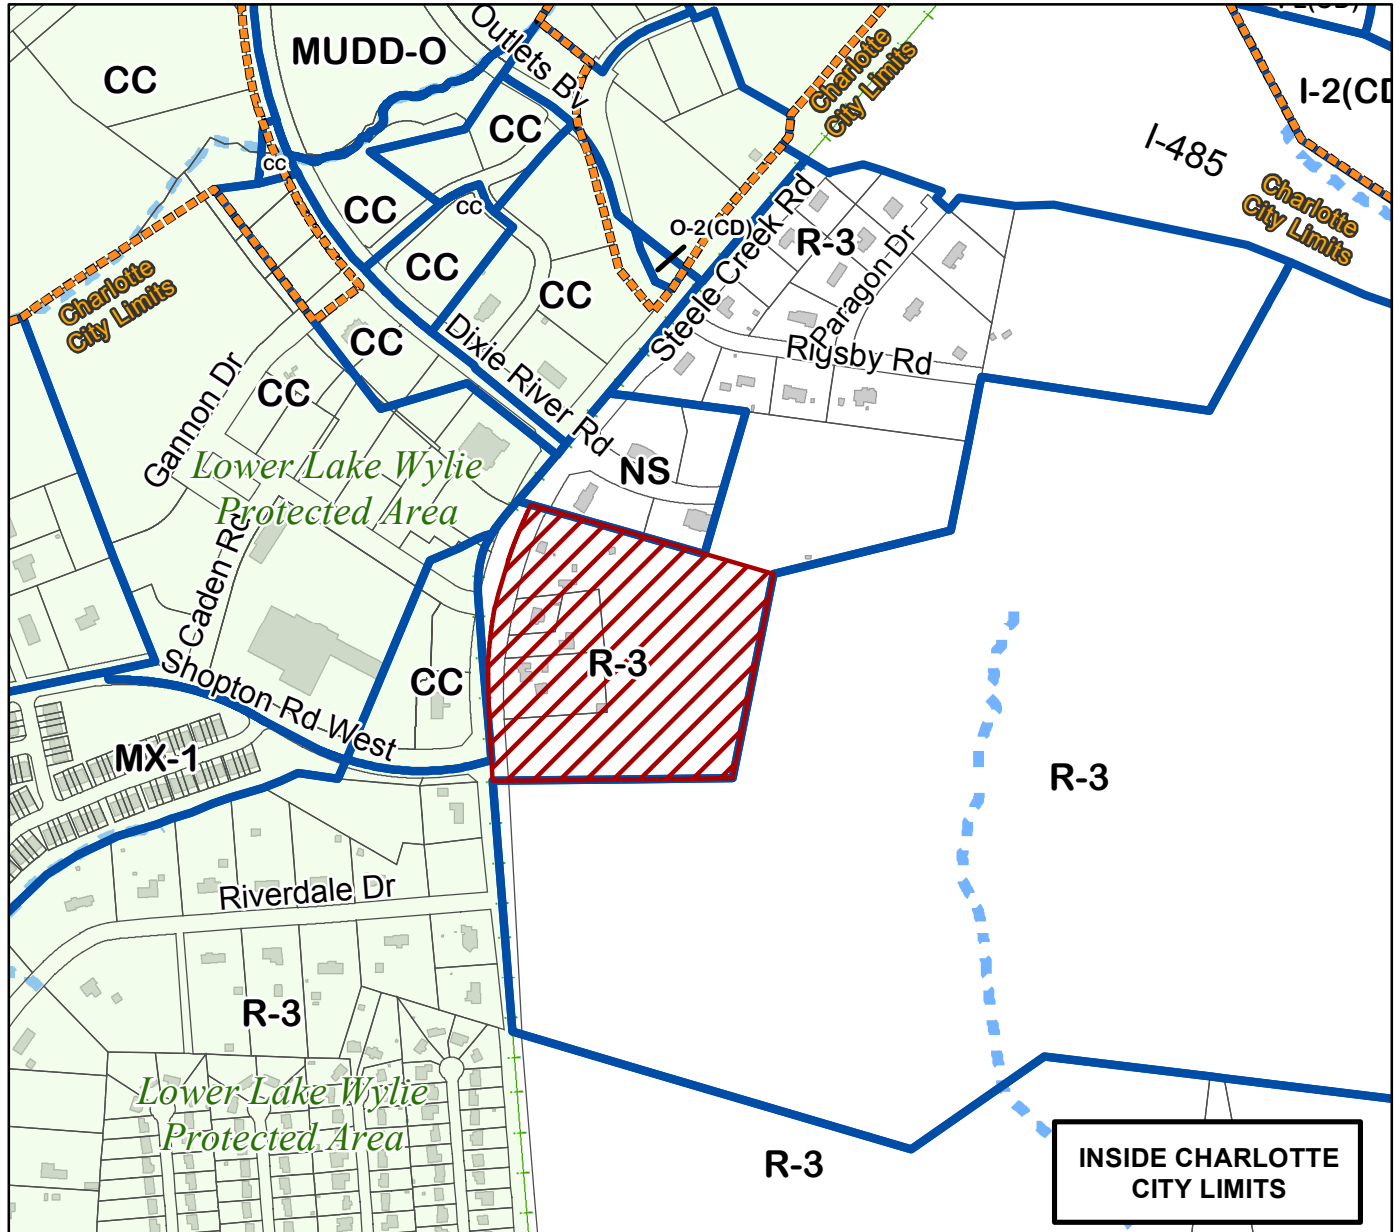 MUDD-O
Outlets Bv
CC
I-2(CD
Charlotte
City Limits
I-485
CC
CC
Charlotte
City Limits
CC
CC
O-2(CD)
Steele Creek Rd
R-3
Paragon Dr
CC
CC
Charlotte
City Limits
CC
Dixie River Rd
Rigsby Rd
Gannon Dr
CC
Lower Lake Wylie
Protected Area
NS
Caden Rd
Shopton Rd West
CC
R-3
MX-1
R-3
Riverdale Dr
R-3
Lower Lake Wylie
Protected Area
R-3
INSIDE CHARLOTTE
CITY LIMITS